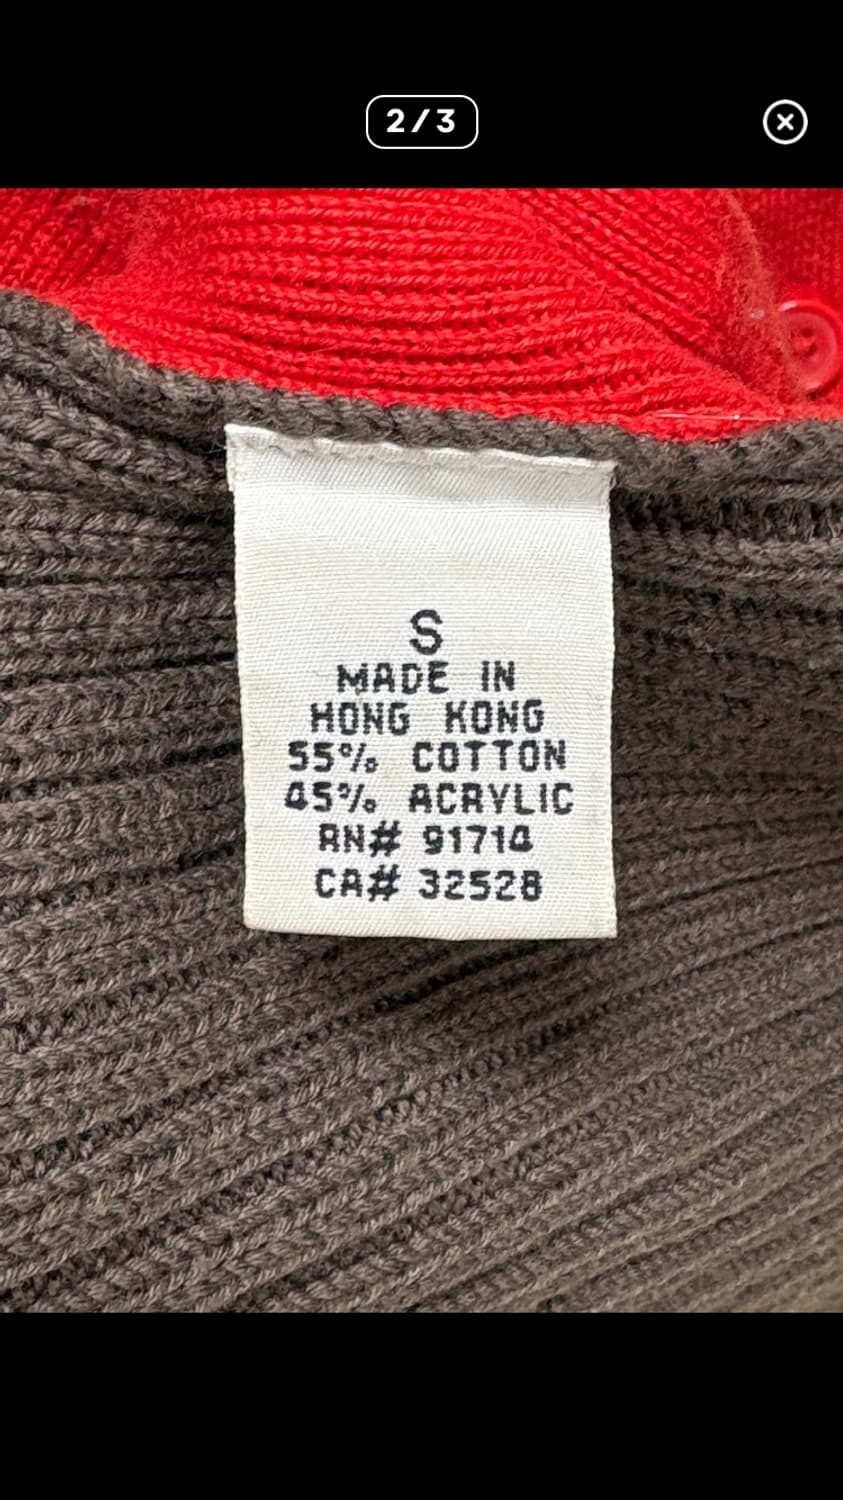 2/3
S
MADE IN
HONG KONG
55% COTTON
45% ACRYLIC
RN# 91714
CA# 32528